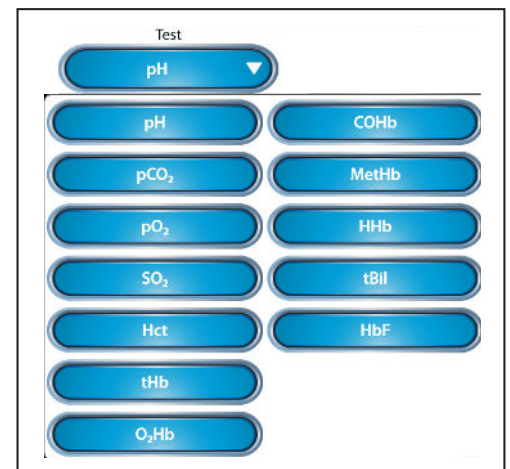 Test
pH
pH
COHb
pCO₂
MetHb
pO₂
HHb
SO₂
tBil
Hct
HbF
tHb
O₂Hb